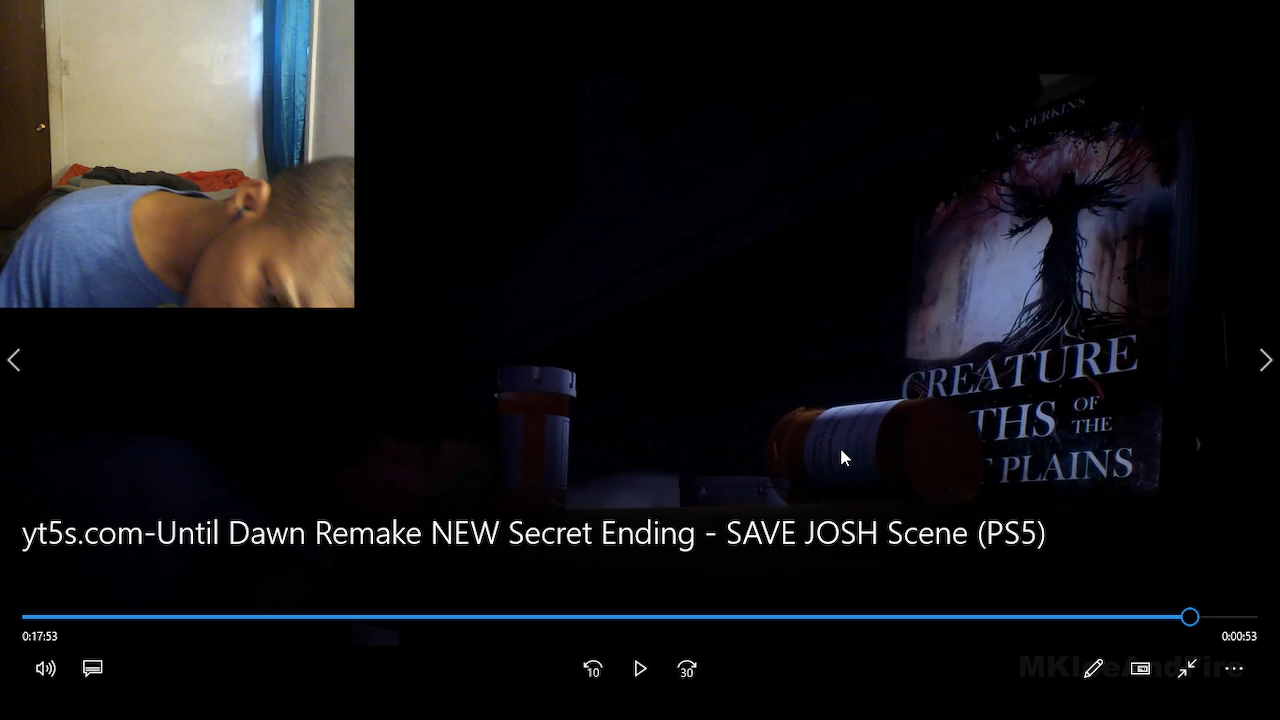 A.N. PERKINS
CREATURE
THS OF
THE
PLAINS
yt5s.com-Until Dawn Remake NEW Secret Ending - SAVE JOSH Scene (PS5)
0:17:53
0:00:53
10
30
MKIceAndFire